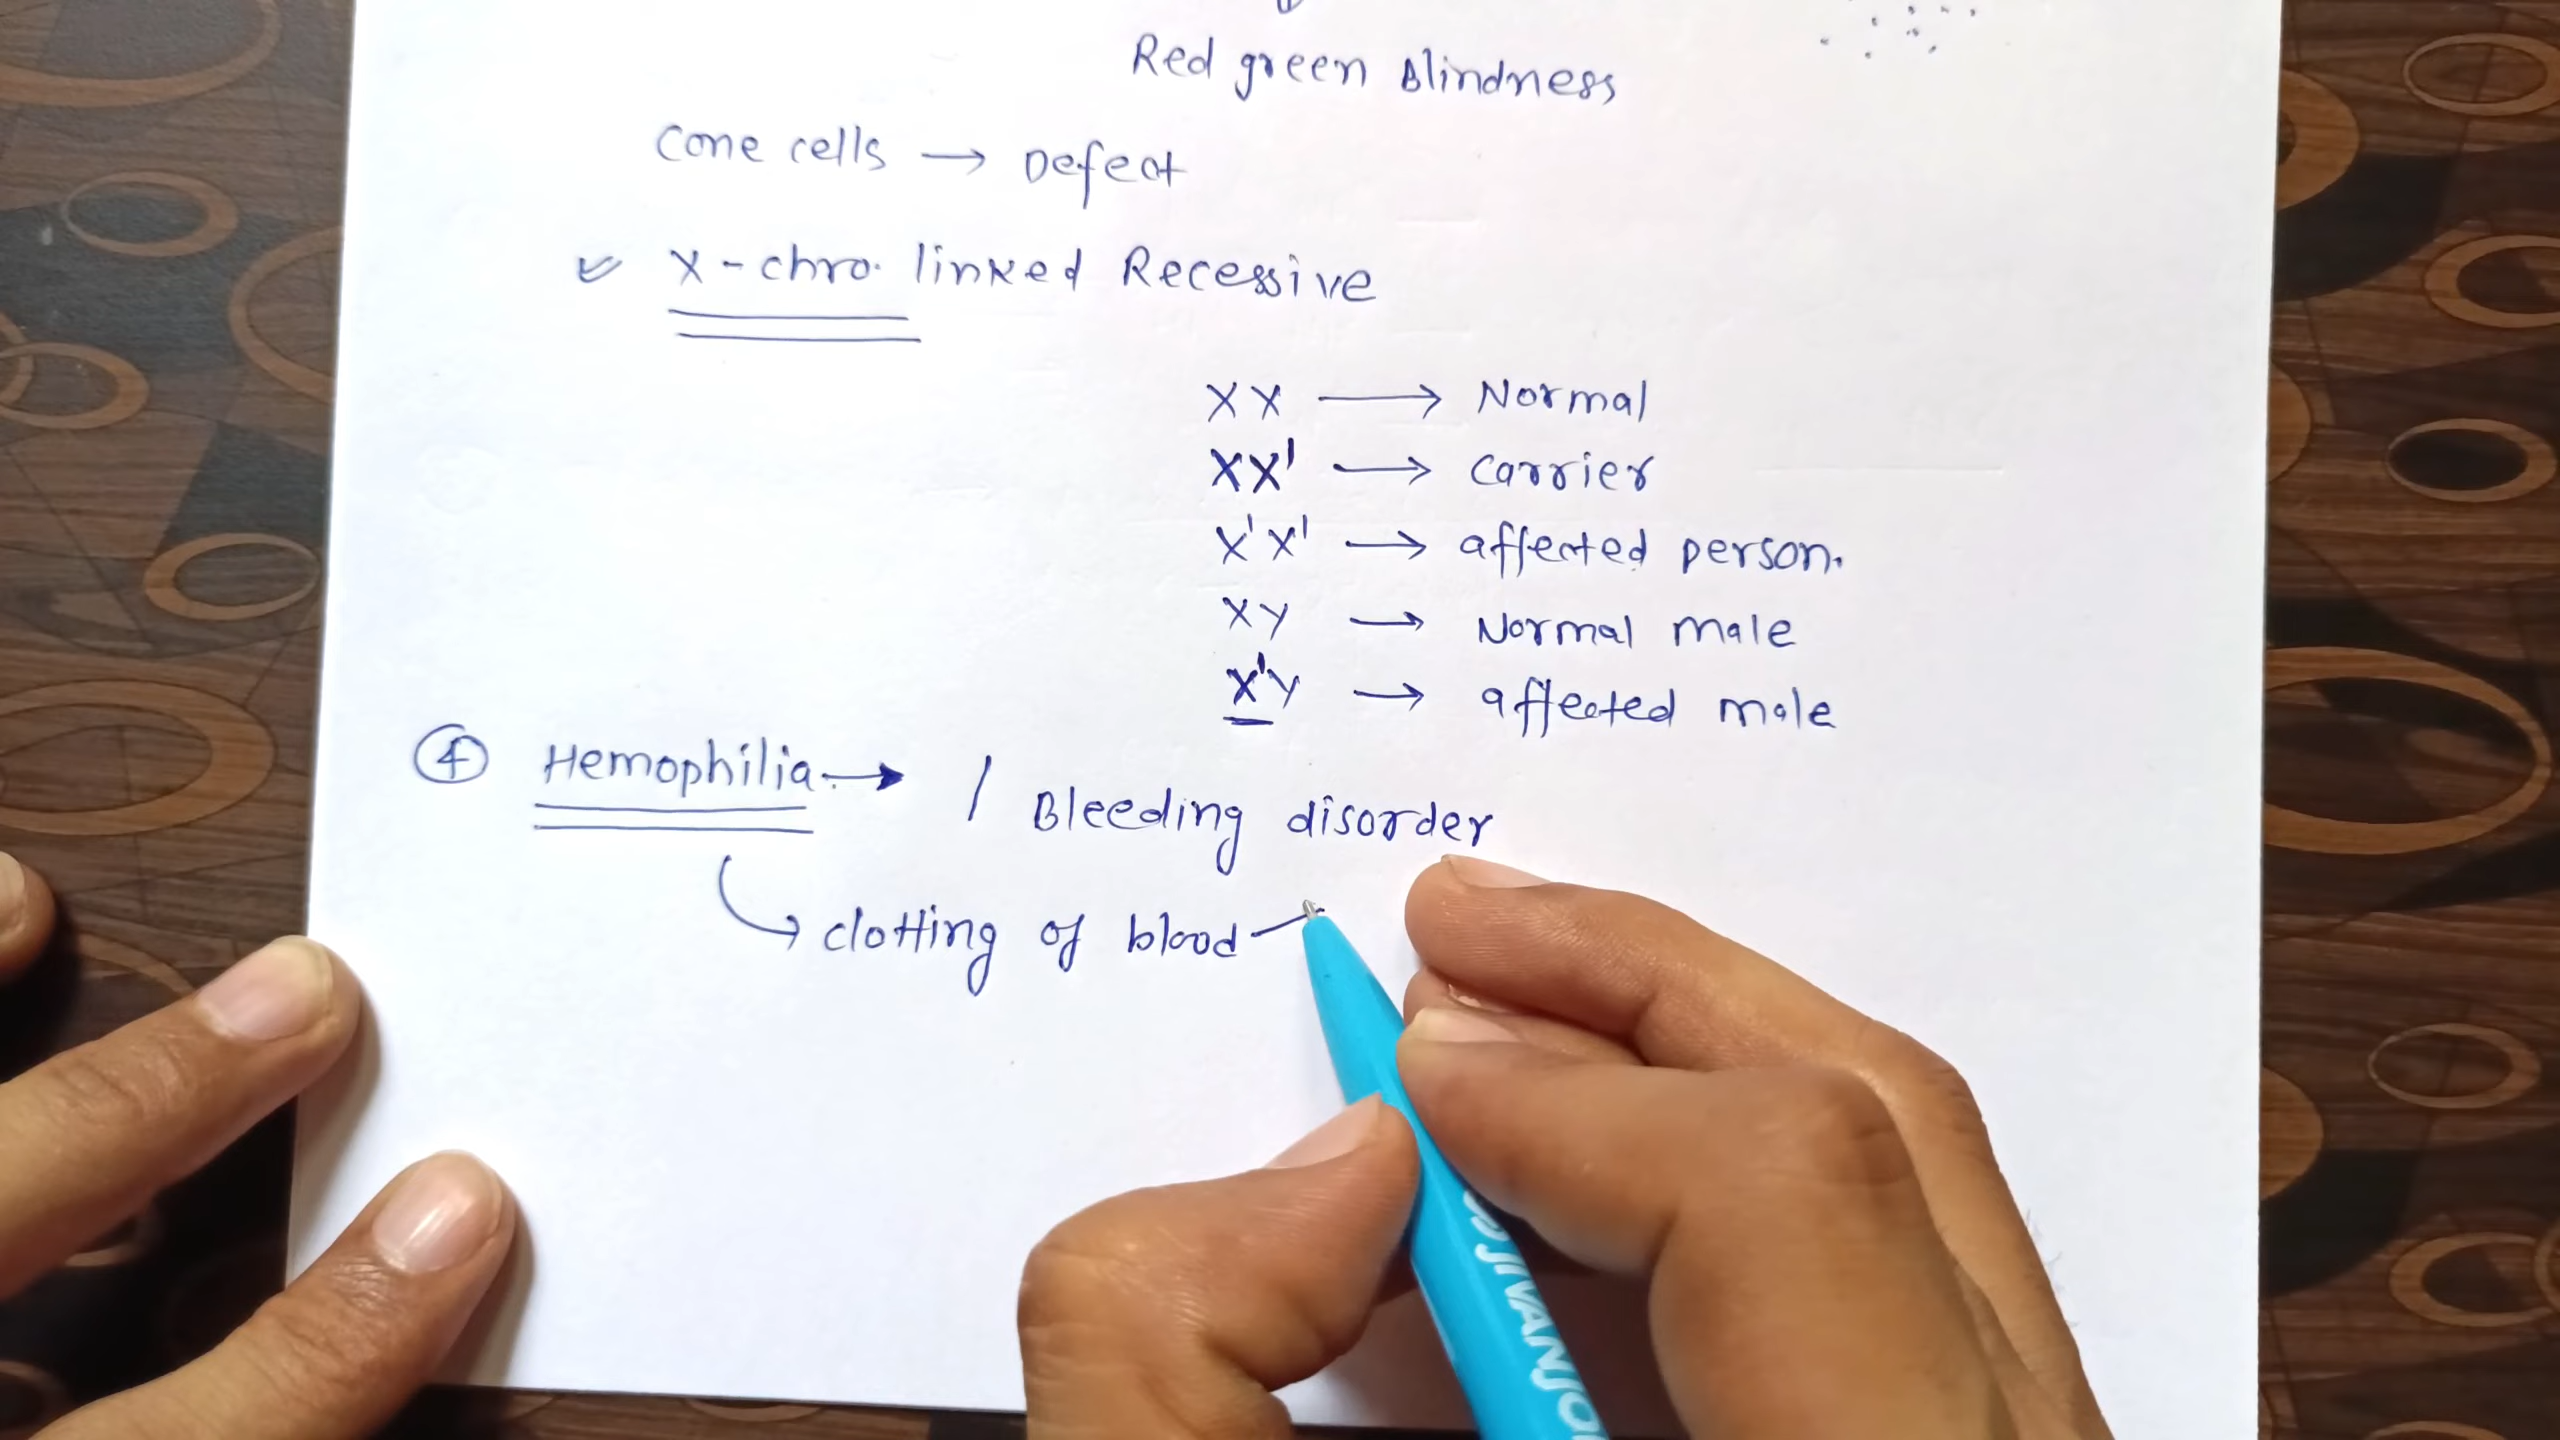 Red green Blindness
Cone cells → Defect
✓ X-chro. linked Recessive
XX → Normal
XX' → Carrier
X'X' → affected person.
XY → Normal male
X'Y → affected male
④ Hemophilia → / Bleeding disorder
→ clotting of blood